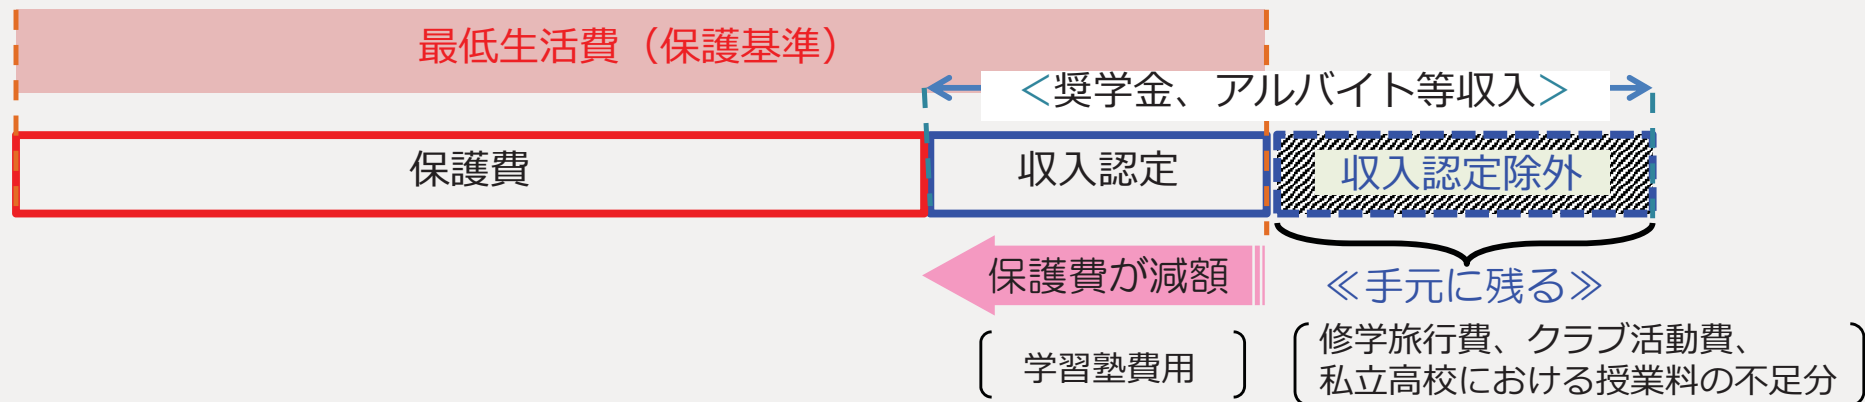 最低生活費（保護基準）
＜奨学金、アルバイト等収入＞
保護費
収入認定
収入認定除外
保護費が減額
≪手元に残る≫
学習塾費用
修学旅行費、クラブ活動費、
私立高校における授業料の不足分